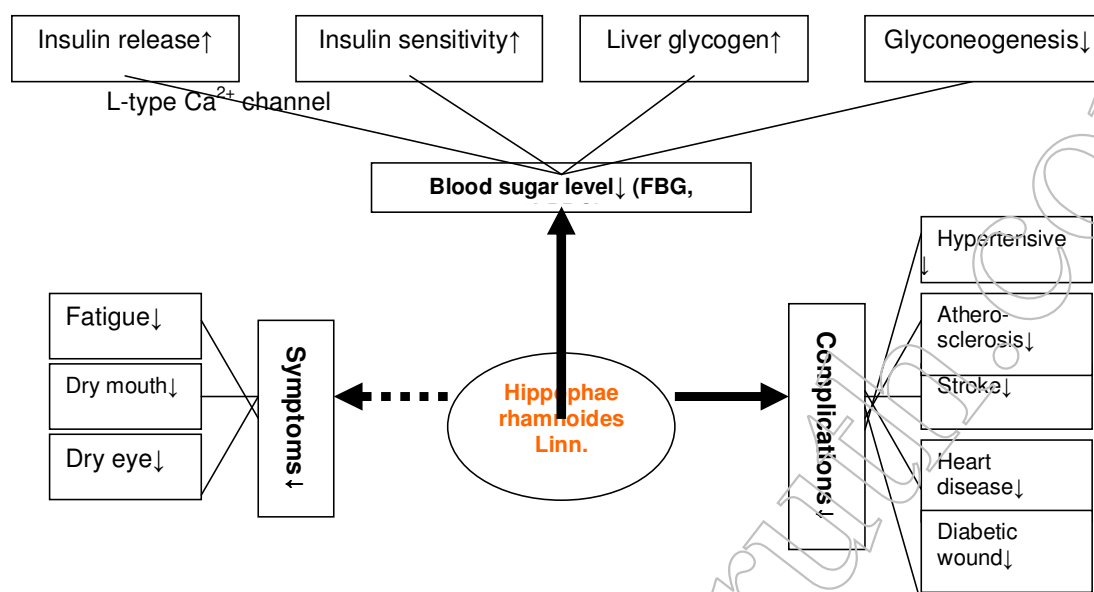 Insulin release↑
Insulin sensitivity↑
Liver glycogen↑
Glyconeogenesis↓
L-type Ca²⁺ channel
Blood sugar level↓ (FBG,
Hypertensive
↓
Athero-
sclerosis↓
Stroke↓
Heart
disease↓
Diabetic
wound↓
Complications↓
Fatigue↓
Dry mouth↓
Dry eye↓
Symptoms↓
Hippophae
rhamnoides
Linn.